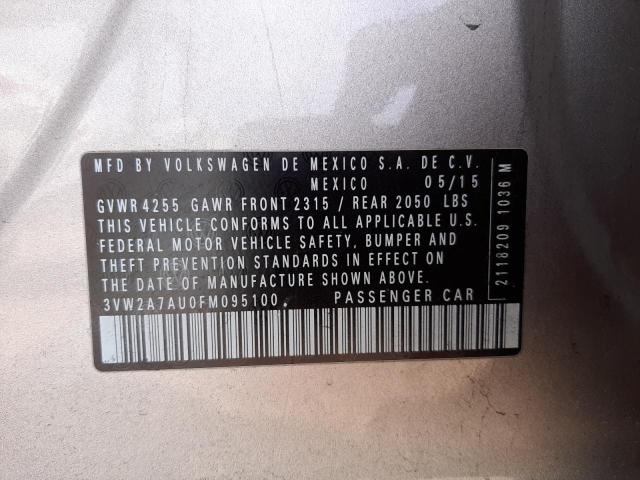 MFD BY VOLKSWAGEN DE MEXICO S.A. DE C.V.
MEXICO 05/15
GVWR 4255 GAWR FRONT 2315 / REAR 2050 LBS
THIS VEHICLE CONFORMS TO ALL APPLICABLE U.S.
FEDERAL MOTOR VEHICLE SAFETY, BUMPER AND
THEFT PREVENTION STANDARDS IN EFFECT ON
THE DATE OF MANUFACTURE SHOWN ABOVE.
3VW2A7AU0FM095100. PASSENGER CAR
2118209 1036 M